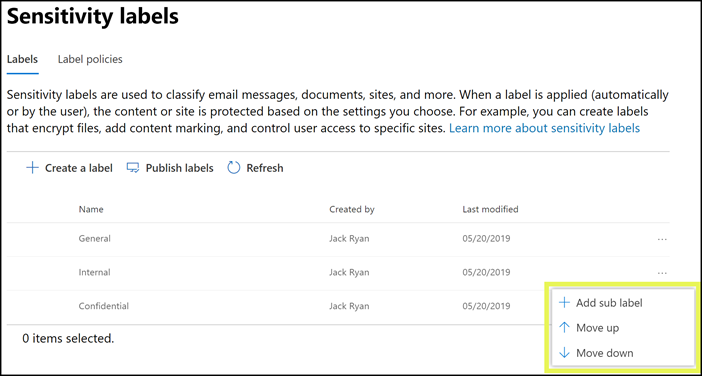 Sensitivity labels
Labels Label policies
Sensitivity labels are used to classify email messages, documents, sites, and more. When a label is applied (automatically
or by the user), the content or site is protected based on the settings you choose. For example, you can create labels
that encrypt files, add content marking, and control user access to specific sites. Learn more about sensitivity labels
+ Create a label Publish labels Refresh
Name Created by Last modified
General Jack Ryan 05/20/2019 ...
Internal Jack Ryan 05/20/2019 ...
Confidential Jack Ryan 05/20/2019
+ Add sub label
↑ Move up
↓ Move down
0 items selected.